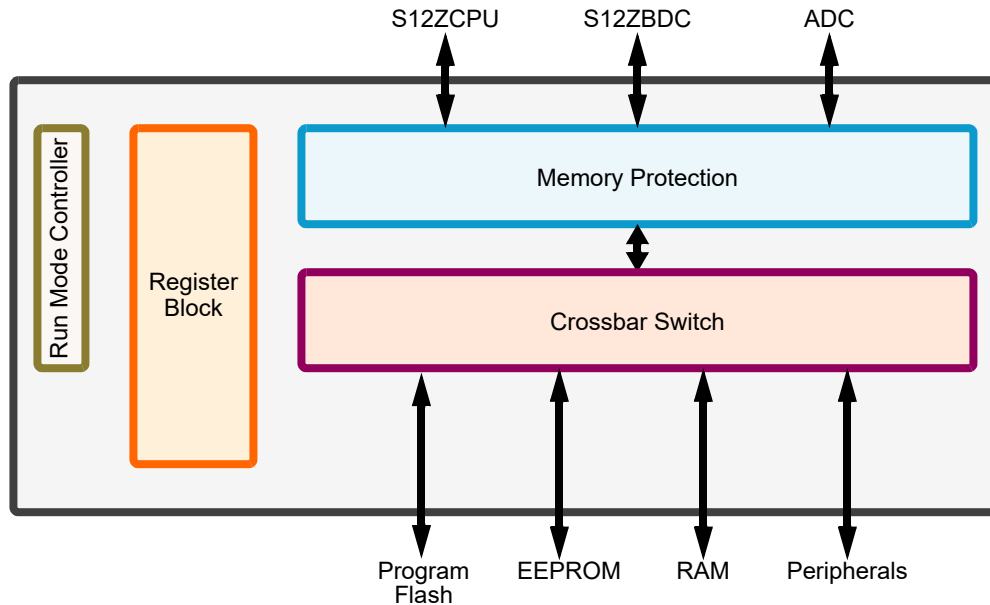 S12ZCPU
S12ZBDC
ADC
Run Mode Controller
Register
Block
Memory Protection
Crossbar Switch
Program
Flash
EEPROM
RAM
Peripherals